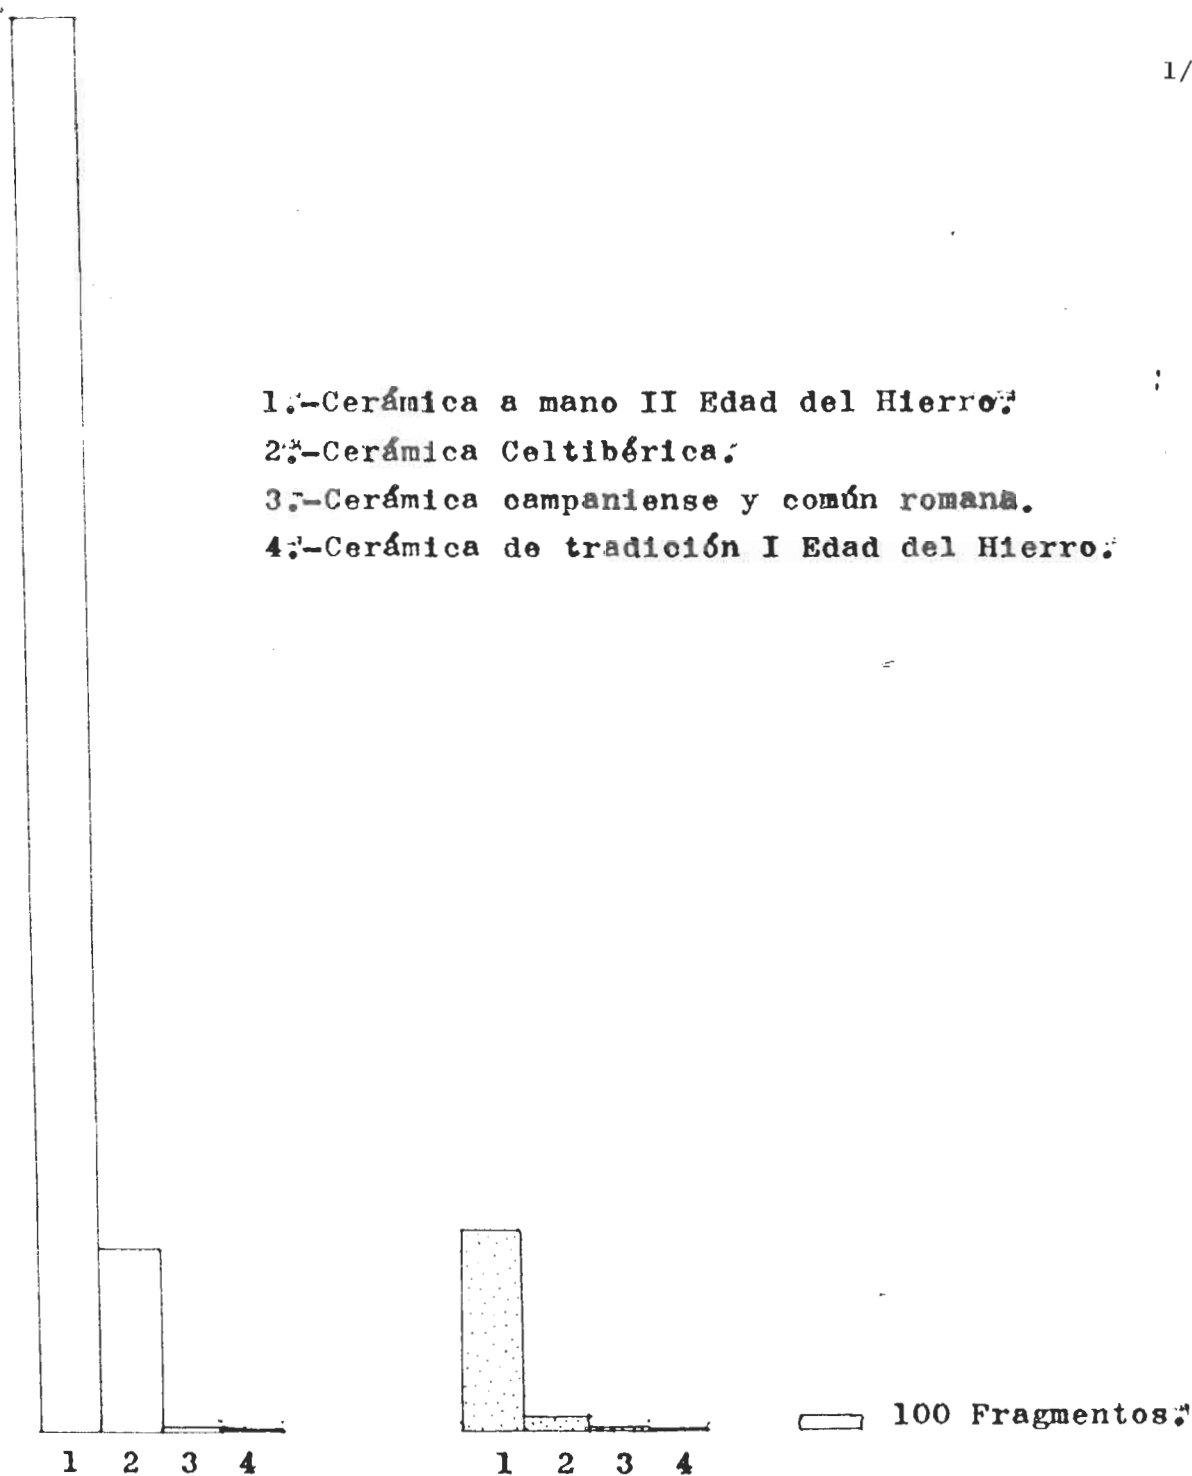 1/
1.-Cerámica a mano II Edad del Hierro.
2.-Cerámica Celtibérica.
3.-Cerámica campaniense y común romana.
4.-Cerámica de tradición I Edad del Hierro.
100 Fragmentos.
1 2 3 4
1 2 3 4